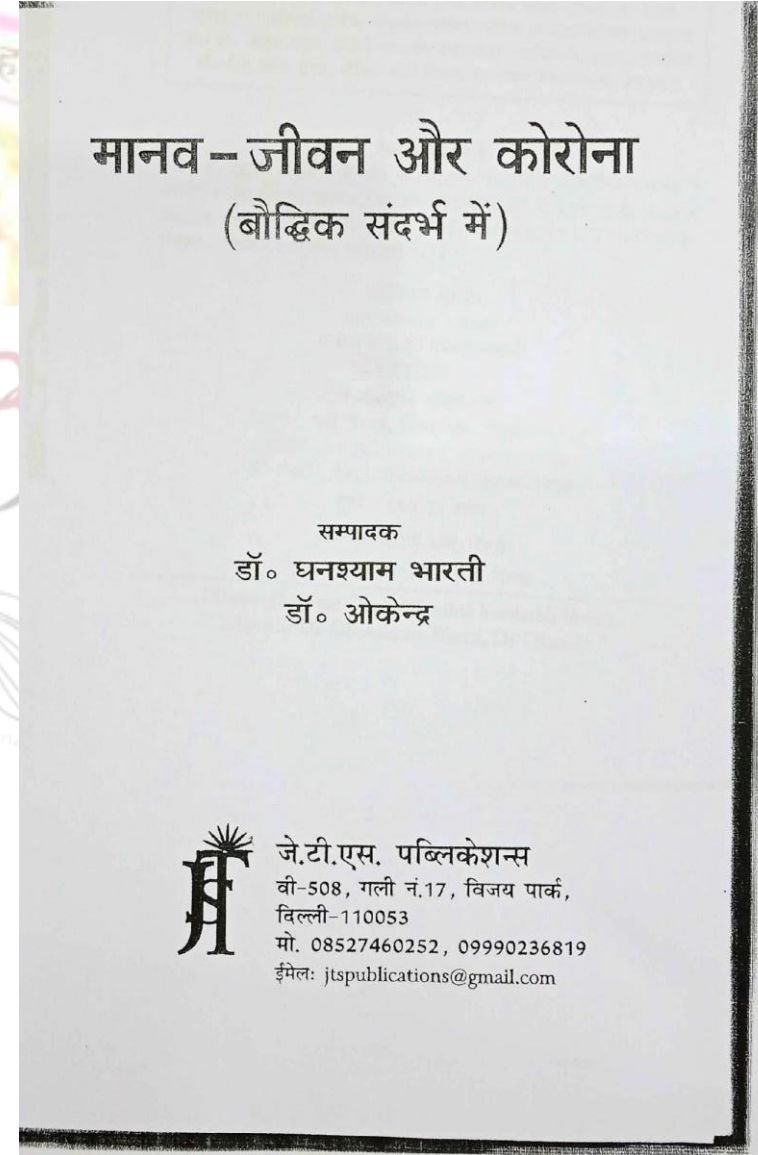 मानव-जीवन और कोरोना
(बौद्धिक संदर्भ में)
सम्पादक
डॉ० घनश्याम भारती
डॉ० ओकेन्द्र
जे.टी.एस. पब्लिकेशन्स
वी-508, गली नं.17, विजय पार्क,
दिल्ली-110053
मो. 08527460252, 09990236819
ईमेलः jtspublications@gmail.com